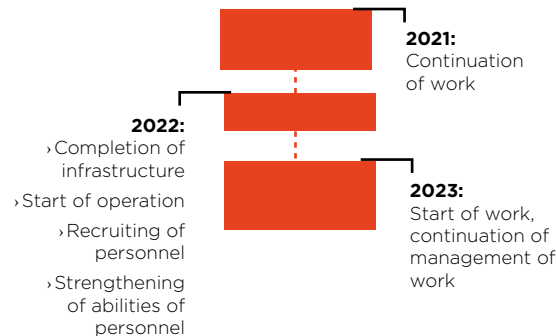 2021:
Continuation
of work
2022:
› Completion of
infrastructure
› Start of operation
› Recruiting of
personnel
› Strengthening
of abilities of
personnel
2023:
Start of work,
continuation of
management of
work